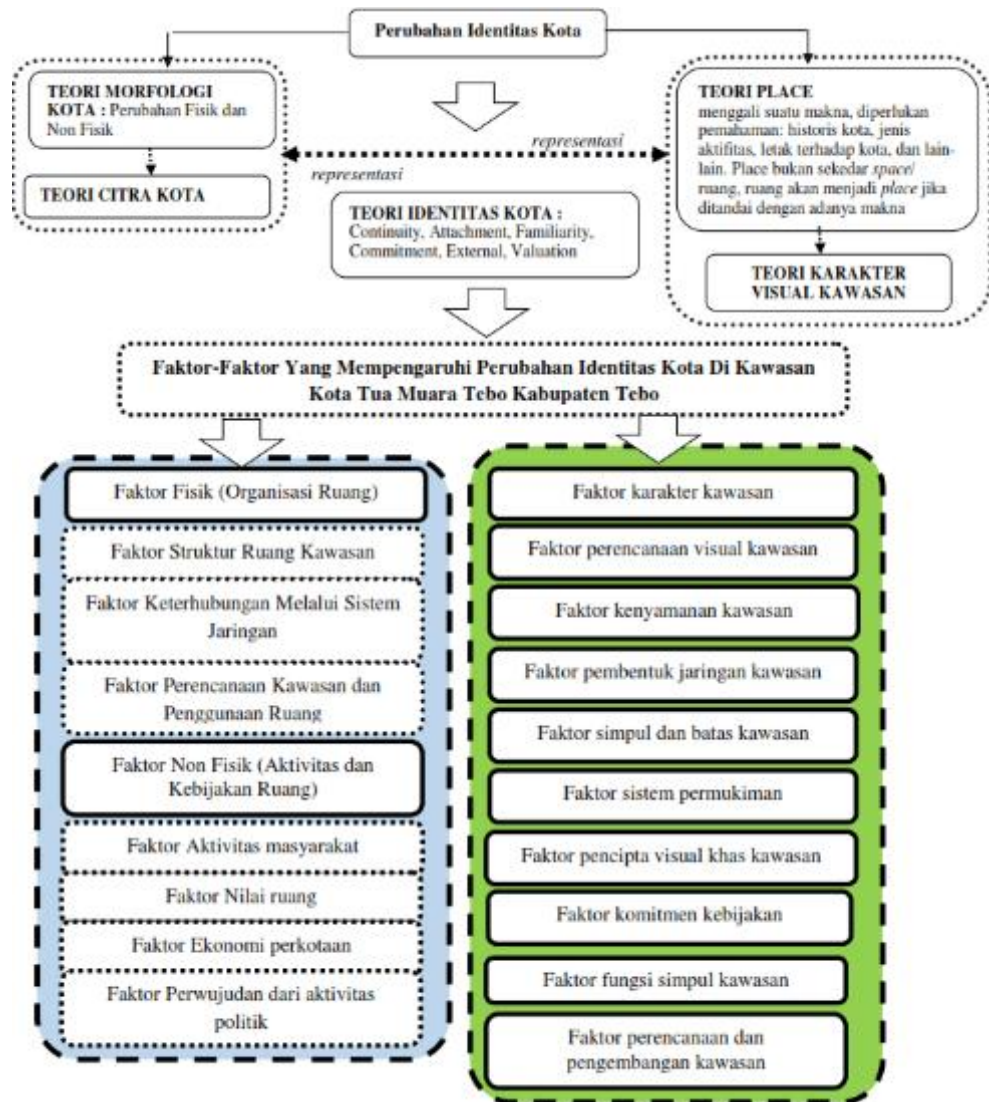 Perubahan Identitas Kota
TEORI MORFOLOGI
KOTA : Perubahan Fisik dan
Non Fisik
TEORI CITRA KOTA
representasi
representasi
TEORI PLACE
menggali suatu makna, diperlukan
pemahaman: historis kota, jenis
aktifitas, letak terhadap kota, dan lain-
lain. Place bukan sekedar space/
ruang, ruang akan menjadi place jika
ditandai dengan adanya makna
TEORI KARAKTER
VISUAL KAWASAN
TEORI IDENTITAS KOTA :
Continuity, Attachment, Familiarity,
Commitment, External, Valuation
Faktor-Faktor Yang Mempengaruhi Perubahan Identitas Kota Di Kawasan
Kota Tua Muara Tebo Kabupaten Tebo
Faktor Fisik (Organisasi Ruang)
Faktor Struktur Ruang Kawasan
Faktor Keterhubungan Melalui Sistem
Jaringan
Faktor Perencanaan Kawasan dan
Penggunaan Ruang
Faktor Non Fisik (Aktivitas dan
Kebijakan Ruang)
Faktor Aktivitas masyarakat
Faktor Nilai ruang
Faktor Ekonomi perkotaan
Faktor Perwujudan dari aktivitas
politik
Faktor karakter kawasan
Faktor perencanaan visual kawasan
Faktor kenyamanan kawasan
Faktor pembentuk jaringan kawasan
Faktor simpul dan batas kawasan
Faktor sistem permukiman
Faktor pencipta visual khas kawasan
Faktor komitmen kebijakan
Faktor fungsi simpul kawasan
Faktor perencanaan dan
pengembangan kawasan